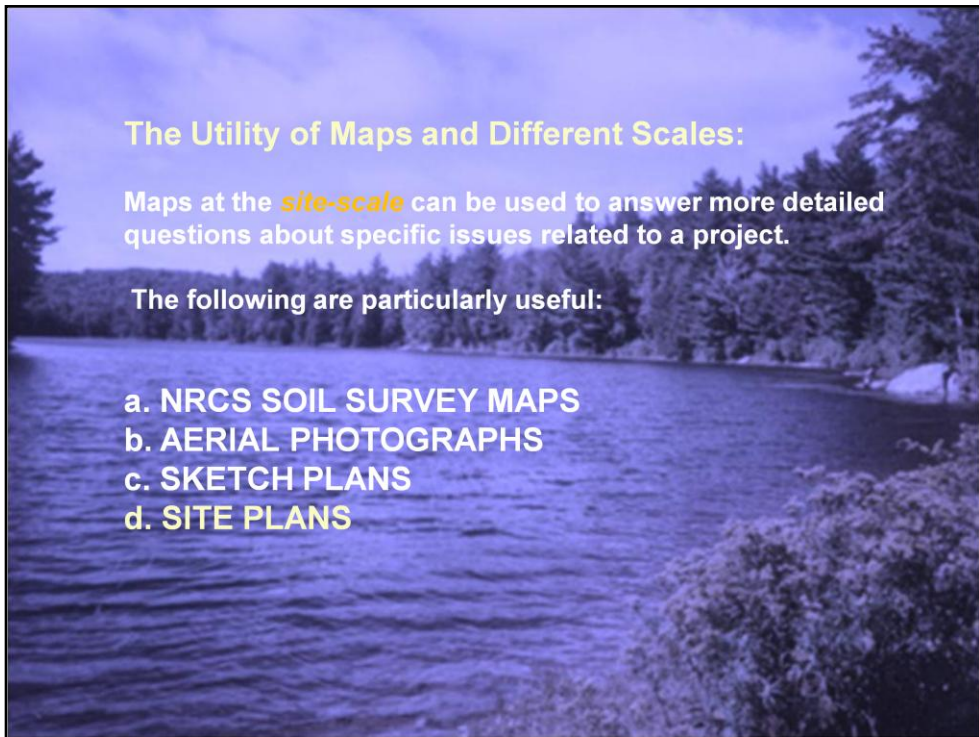 The Utility of Maps and Different Scales:
Maps at the site-scale can be used to answer more detailed
questions about specific issues related to a project.
The following are particularly useful:
a. NRCS SOIL SURVEY MAPS
b. AERIAL PHOTOGRAPHS
c. SKETCH PLANS
d. SITE PLANS